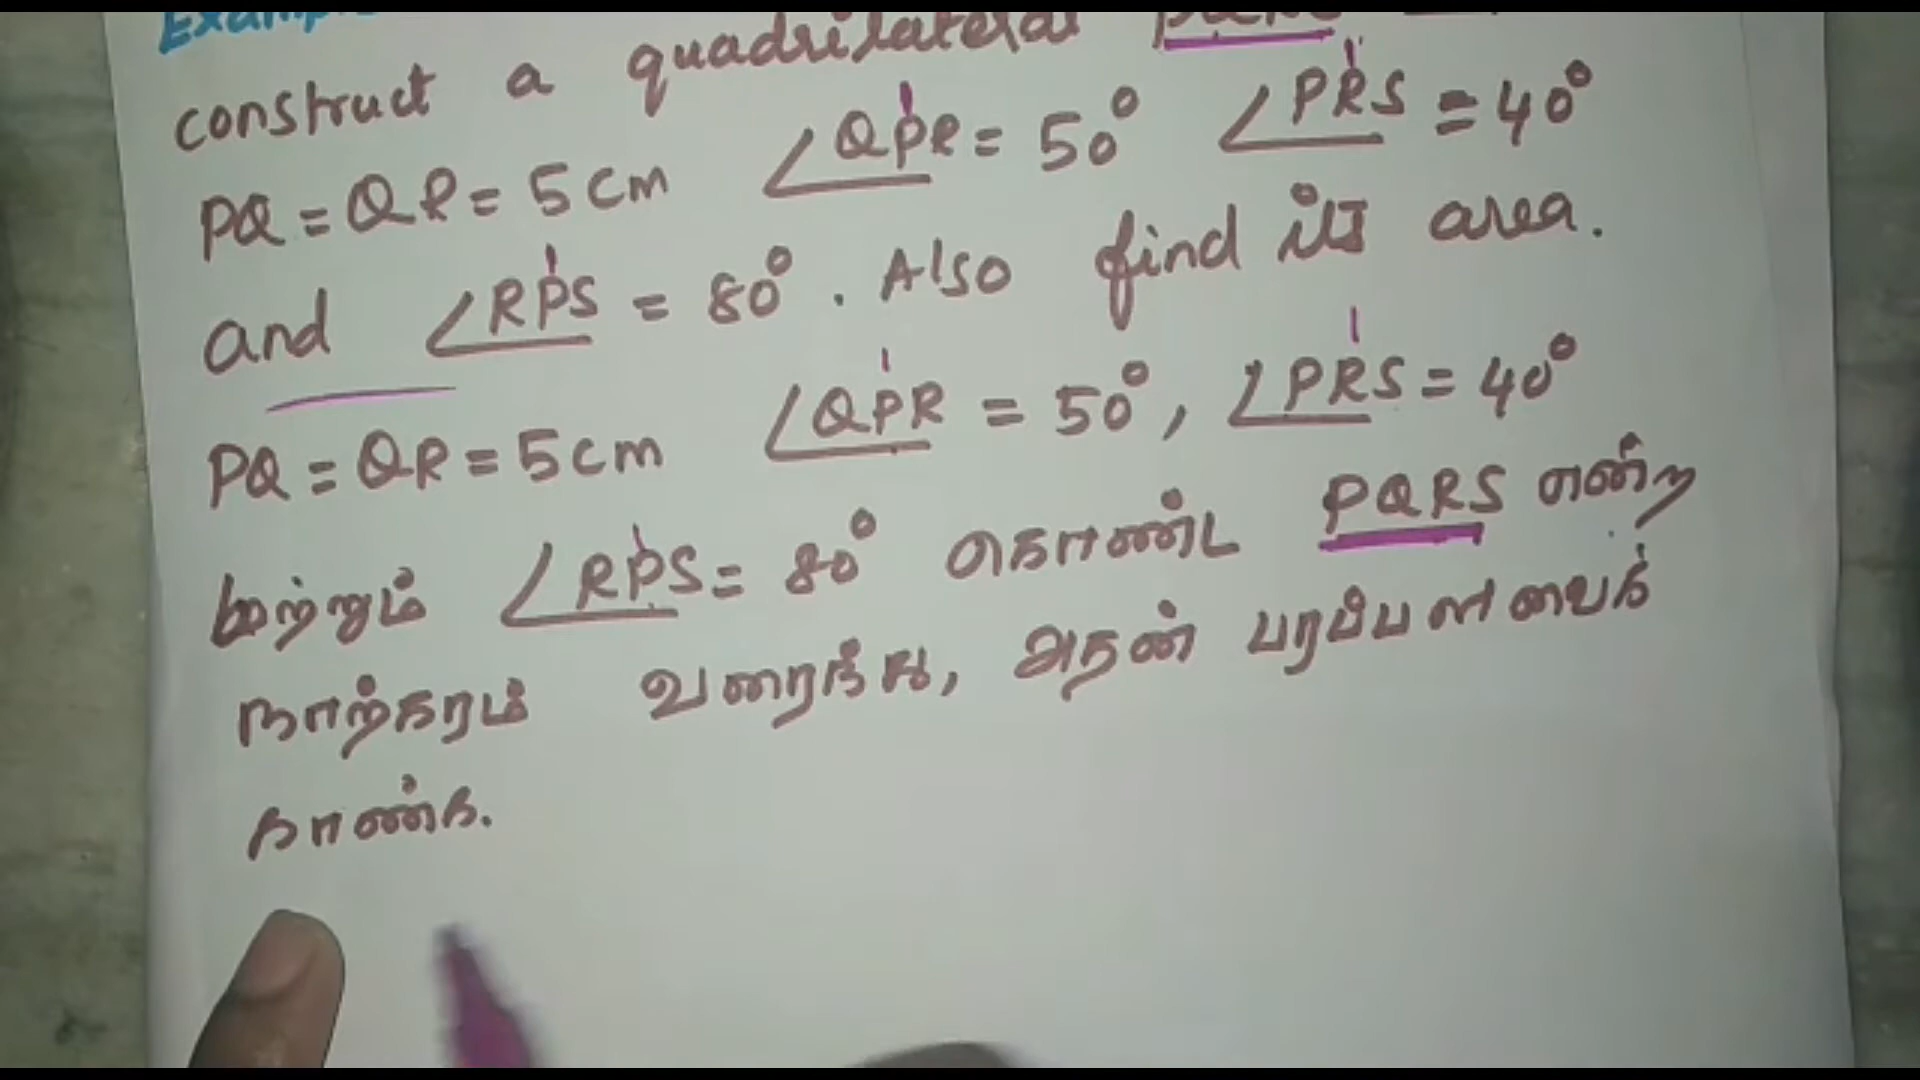 Example
construct a quadrilateral
PQ = QR = 5 cm ∠QPR = 50° ∠PRS = 40°
and ∠RPS = 80°. Also find its area.
PQ = QR = 5 cm ∠QPR = 50°, ∠PRS = 40°
மற்றும் ∠RPS = 80° கொண்ட PQRS என்ற
நாற்கரம் வரைந்து, அதன் பரப்பளவைக்
காண்க.